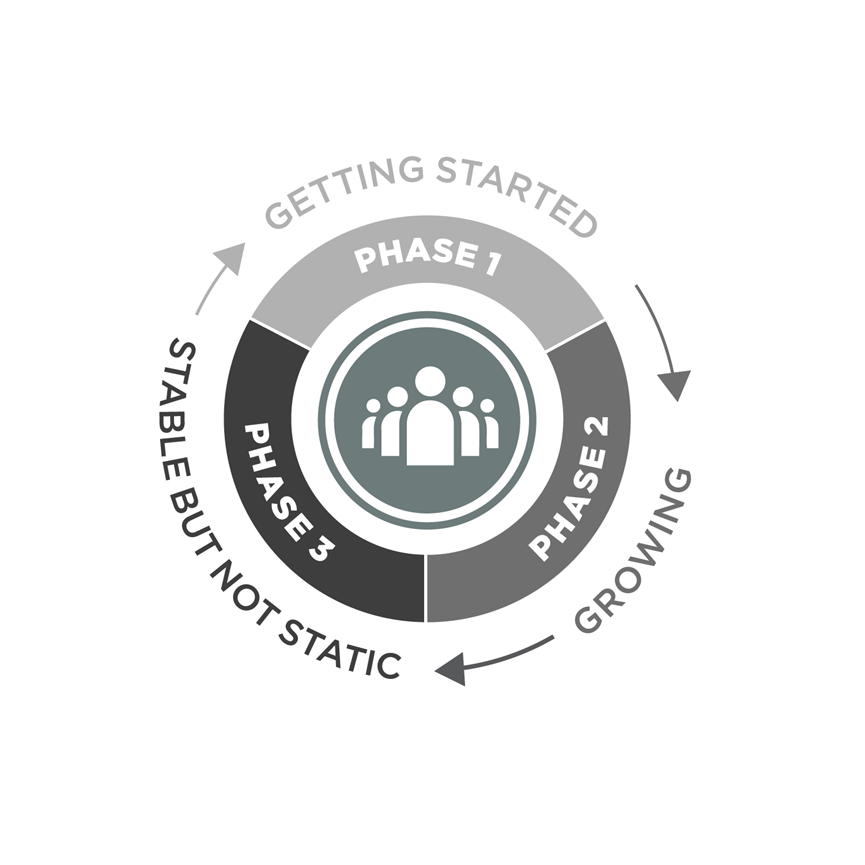 GETTING STARTED
PHASE 1
PHASE 2
GROWING
PHASE 3
STABLE BUT NOT STATIC